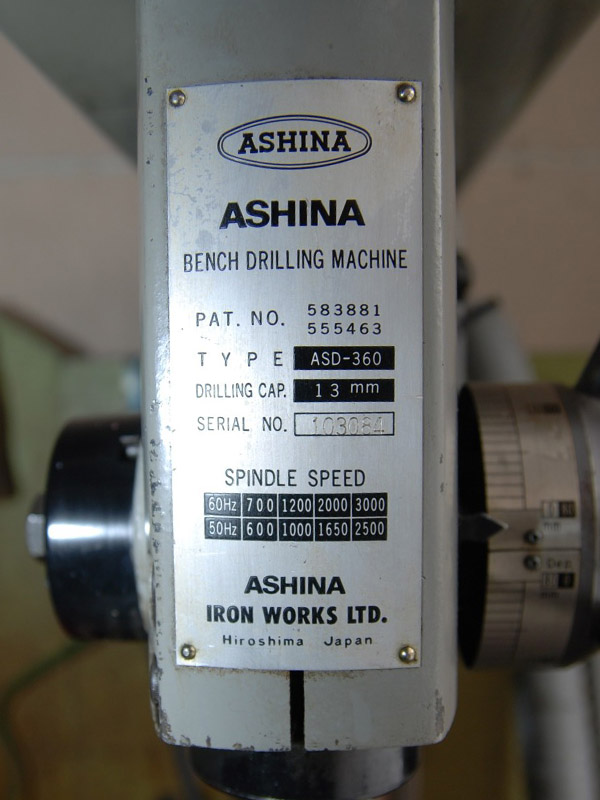 ASHINA
ASHINA
BENCH DRILLING MACHINE
PAT. NO. 583881
555463
TYPE ASD-360
DRILLING CAP. 13 mm
SERIAL NO. 103084
SPINDLE SPEED
60Hz 700 1200 2000 3000
50Hz 600 1000 1650 2500
ASHINA
IRON WORKS LTD.
Hiroshima Japan